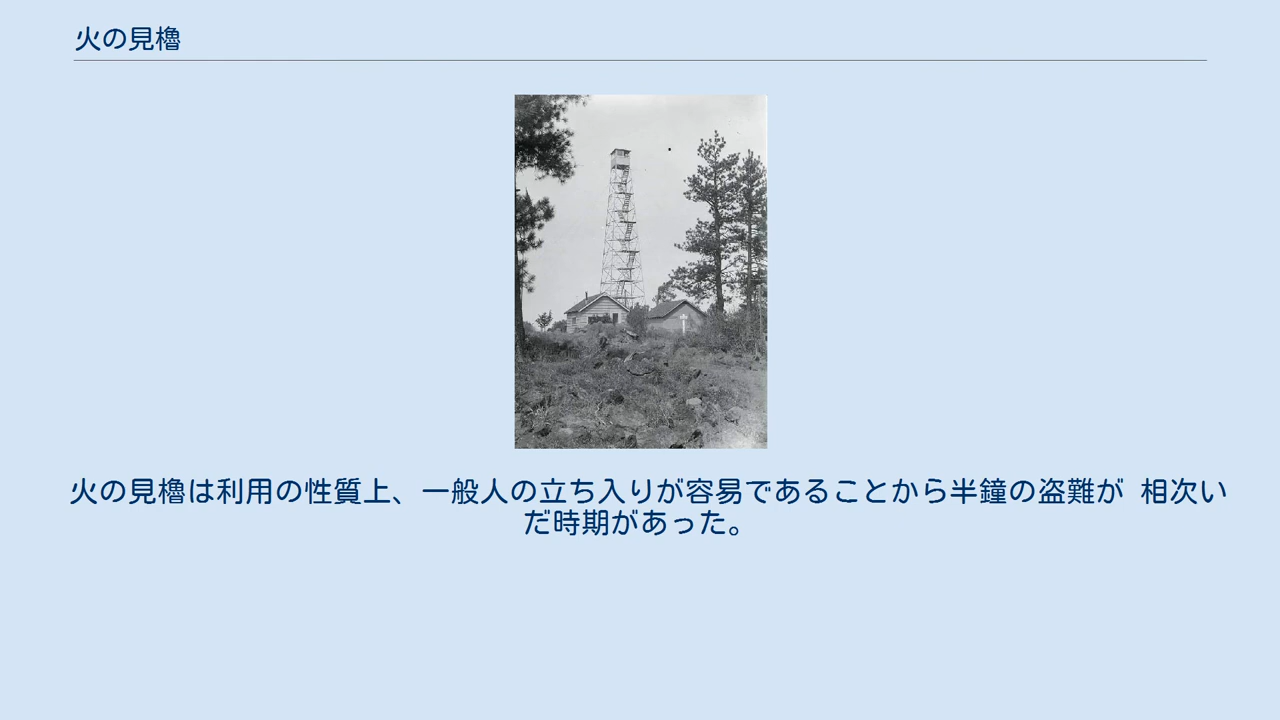 火の見櫓
火の見櫓は利用の性質上、一般人の立ち入りが容易であることから半鐘の盗難が 相次い
だ時期があった。